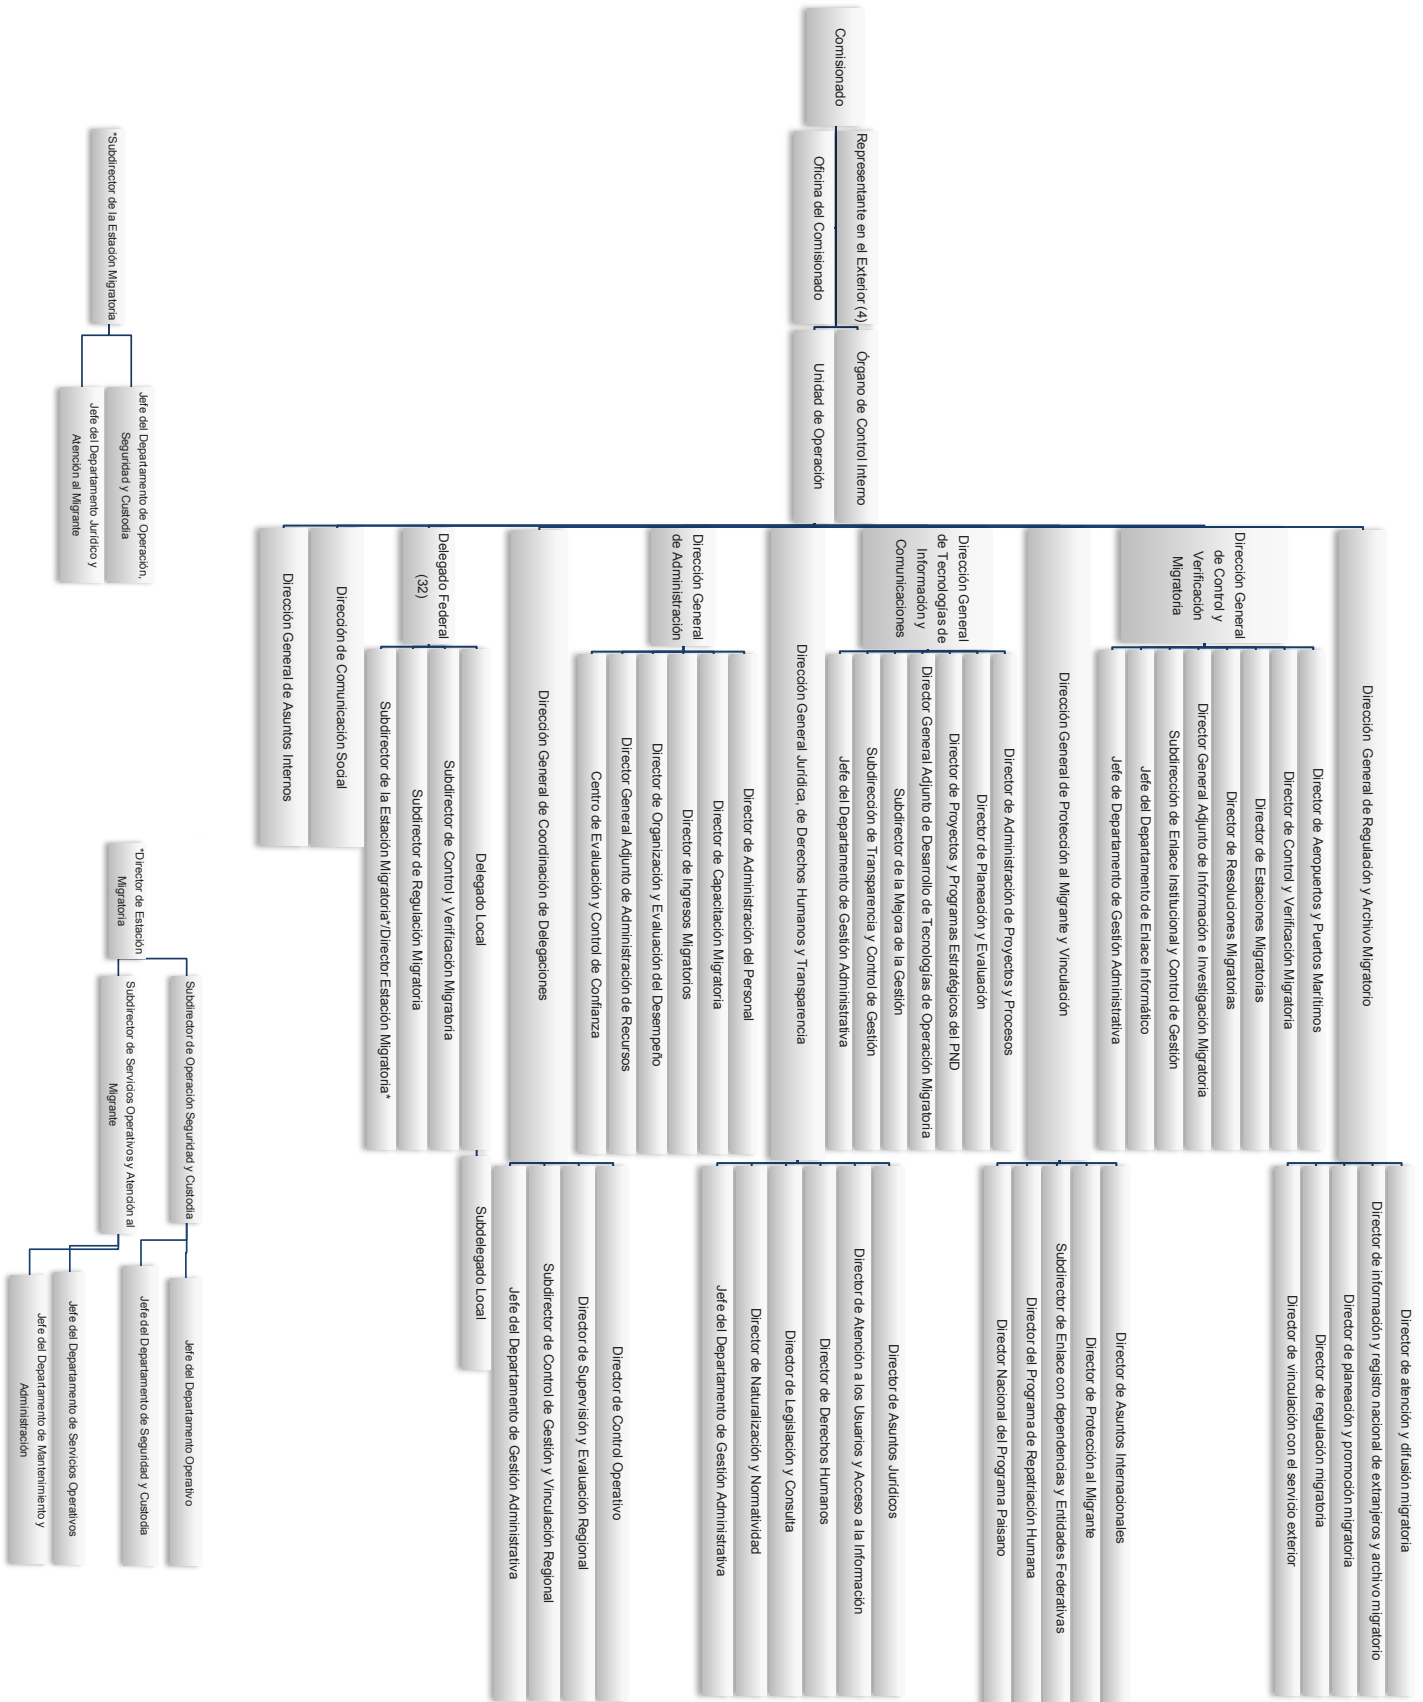 Comisionado
Representante en el Exterior (4)
Oficina del Comisionado
Órgano de Control Interno
Unidad de Operación
Dirección General de Regulación y Archivo Migratorio
Director de atención y difusión migratoria
Director de información y registro nacional de extranjeros y archivo migratorio
Director de planeación y promoción migratoria
Director de regulación migratoria
Director de vinculación con el servicio exterior
Dirección General
de Control y
Verificación
Migratoria
Director de Aeropuertos y Puertos Marítimos
Director de Control y Verificación Migratoria
Director de Estaciones Migratorias
Director de Resoluciones Migratorias
Director General Adjunto de Información e Investigación Migratoria
Subdirección de Enlace Institucional y Control de Gestión
Jefe del Departamento de Enlace Informático
Jefe de Departamento de Gestión Administrativa
Dirección General de Protección al Migrante y Vinculación
Director de Asuntos Internacionales
Director de Protección al Migrante
Subdirector de Enlace con dependencias y Entidades Federativas
Director del Programa de Repatriación Humana
Director Nacional del Programa Paisano
Dirección General
de Tecnologías de
Información y
Comunicaciones
Director de Administración de Proyectos y Procesos
Director de Planeación y Evaluación
Director de Proyectos y Programas Estratégicos del PND
Director General Adjunto de Desarrollo de Tecnologías de Operación Migratoria
Subdirector de la Mejora de la Gestión
Subdirección de Transparencia y Control de Gestión
Jefe del Departamento de Gestión Administrativa
Dirección General Jurídica, de Derechos Humanos y Transparencia
Director de Asuntos Jurídicos
Director de Atención a los Usuarios y Acceso a la Información
Director de Derechos Humanos
Director de Legislación y Consulta
Director de Naturalización y Normatividad
Jefe del Departamento de Gestión Administrativa
Dirección General
de Administración
Director de Administración del Personal
Director de Capacitación Migratoria
Director de Ingresos Migratorios
Director de Organización y Evaluación del Desempeño
Director General Adjunto de Administración de Recursos
Centro de Evaluación y Control de Confianza
Dirección General de Coordinación de Delegaciones
Director de Control Operativo
Director de Supervisión y Evaluación Regional
Subdirector de Control de Gestión y Vinculación Regional
Jefe del Departamento de Gestión Administrativa
Delegado Federal
(32)
Delegado Local
Subdelegado Local
Subdirector de Control y Verificación Migratoria
Subdirector de Regulación Migratoria
Subdirector de la Estación Migratoria*/Director Estación Migratoria*
Dirección de Comunicación Social
Dirección General de Asuntos Internos
*Subdirector de la Estación Migratoria
Jefe del Departamento de Operación,
Seguridad y Custodia
Jefe del Departamento Jurídico y
Atención al Migrante
*Director de Estación
Migratoria
Subdirector de Operación Seguridad y Custodia
Jefe del Departamento Operativo
Jefe del Departamento de Seguridad y Custodia
Subdirector de Servicios Operativos y Atención al
Migrante
Jefe del Departamento de Servicios Operativos
Jefe del Departamento de Mantenimiento y
Administración